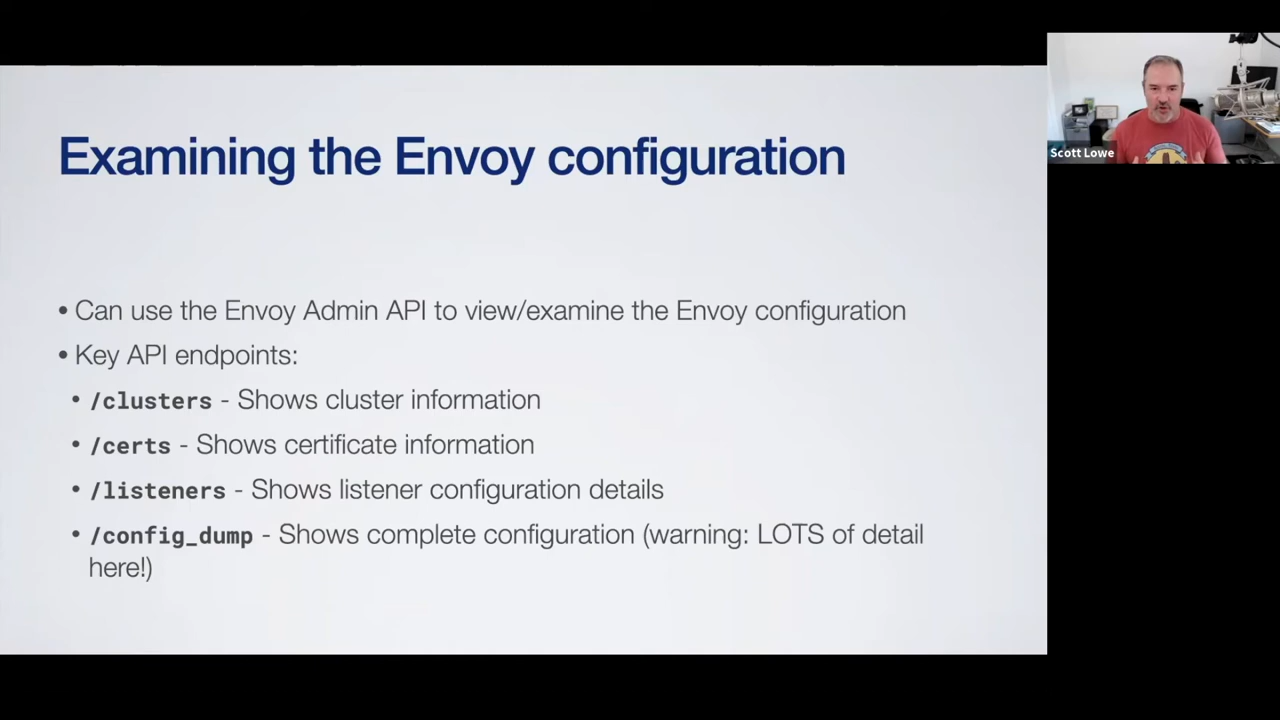 Examining the Envoy configuration
• Can use the Envoy Admin API to view/examine the Envoy configuration
• Key API endpoints:
• /clusters - Shows cluster information
• /certs - Shows certificate information
• /listeners - Shows listener configuration details
• /config_dump - Shows complete configuration (warning: LOTS of detail
here!)
Scott Lowe